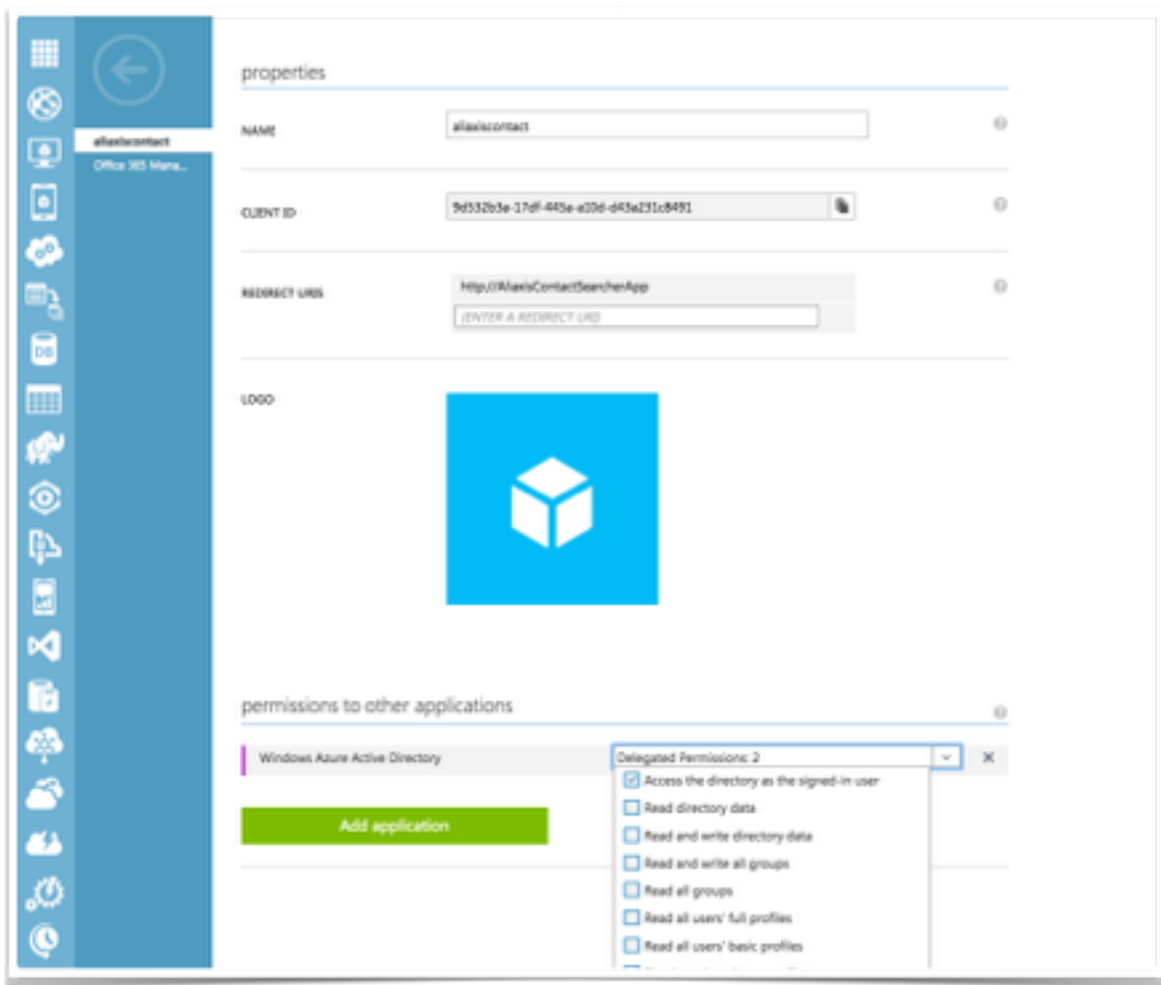 properties
aliaxiscontact
Office 365 Mana...
NAME
aliaxiscontact
CLIENT ID
9d532b3e-17df-445e-a10d-d43a231c8491
REDIRECT URIS
http://AliaxisContactSearcherApp
(ENTER A REDIRECT URI)
LOGO
permissions to other applications
Windows Azure Active Directory
Delegated Permissions: 2
Access the directory as the signed-in user
Read directory data
Add application
Read and write directory data
Read and write all groups
Read all groups
Read all users' full profiles
Read all users' basic profiles
DB